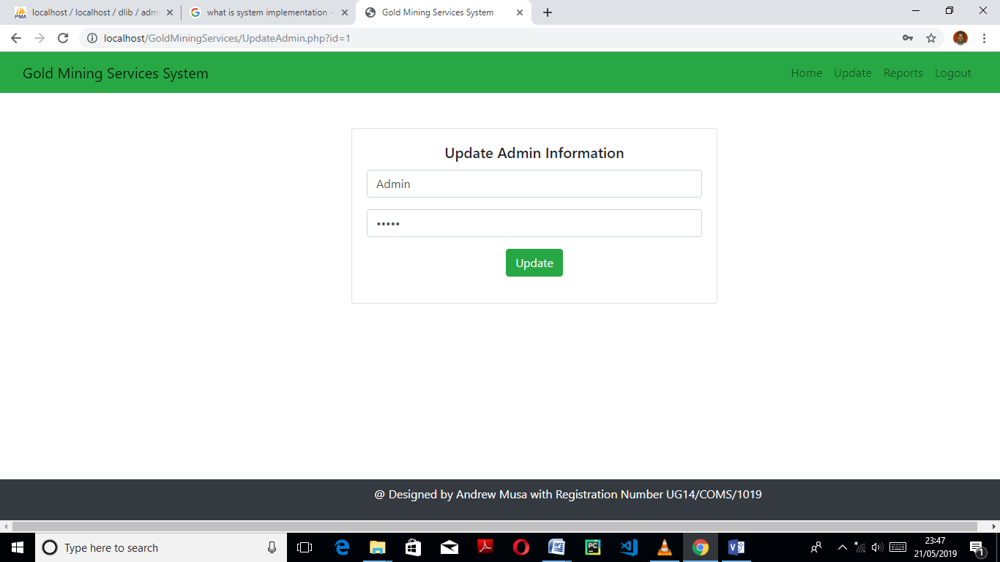 localhost / localhost / dlib / admi
what is system implementation -
Gold Mining Services System
localhost/GoldMiningServices/UpdateAdmin.php?id=1
Gold Mining Services System
Home
Update
Reports
Logout
Update Admin Information
Admin
•••••
Update
@ Designed by Andrew Musa with Registration Number UG14/COMS/1019
Type here to search
23:47
21/05/2019
1